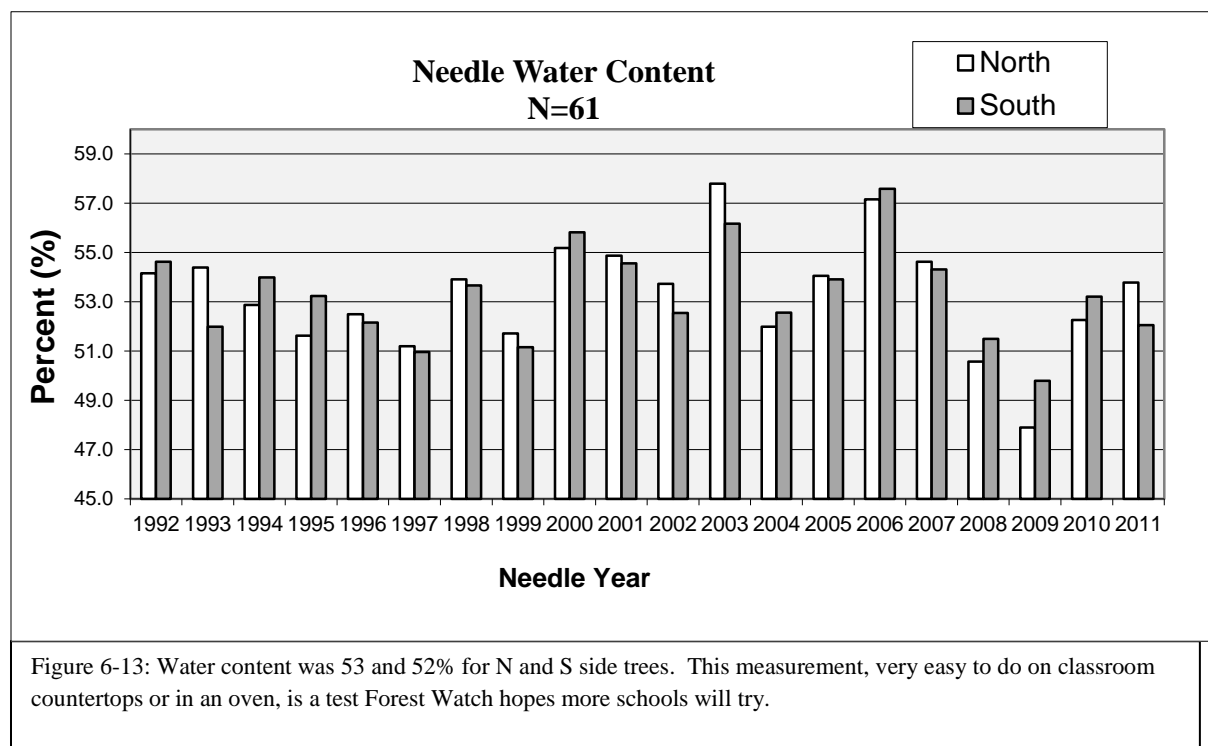 Needle Water Content
N=61
North
South
59.0
57.0
55.0
53.0
51.0
49.0
47.0
45.0
Percent (%)
1992 1993 1994 1995 1996 1997 1998 1999 2000 2001 2002 2003 2004 2005 2006 2007 2008 2009 2010 2011
Needle Year
Figure 6-13: Water content was 53 and 52% for N and S side trees. This measurement, very easy to do on classroom
countertops or in an oven, is a test Forest Watch hopes more schools will try.